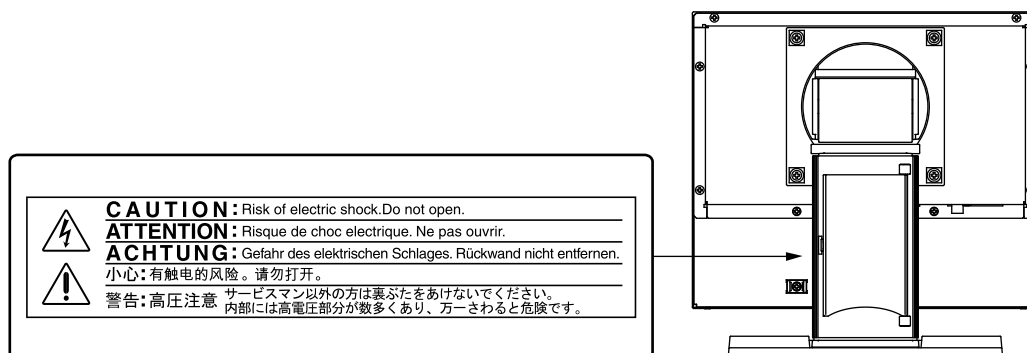 CAUTION: Risk of electric shock.Do not open.
ATTENTION: Risque de choc electrique. Ne pas ouvrir.
ACHTUNG: Gefahr des elektrischen Schlages. Rückwand nicht entfernen.
小心:有触电的风险。请勿打开。
警告:高圧注意 サービスマン以外の方は裏ぶたをあけないでください。
内部には高電圧部分が数多くあり、万一さわると危険です。